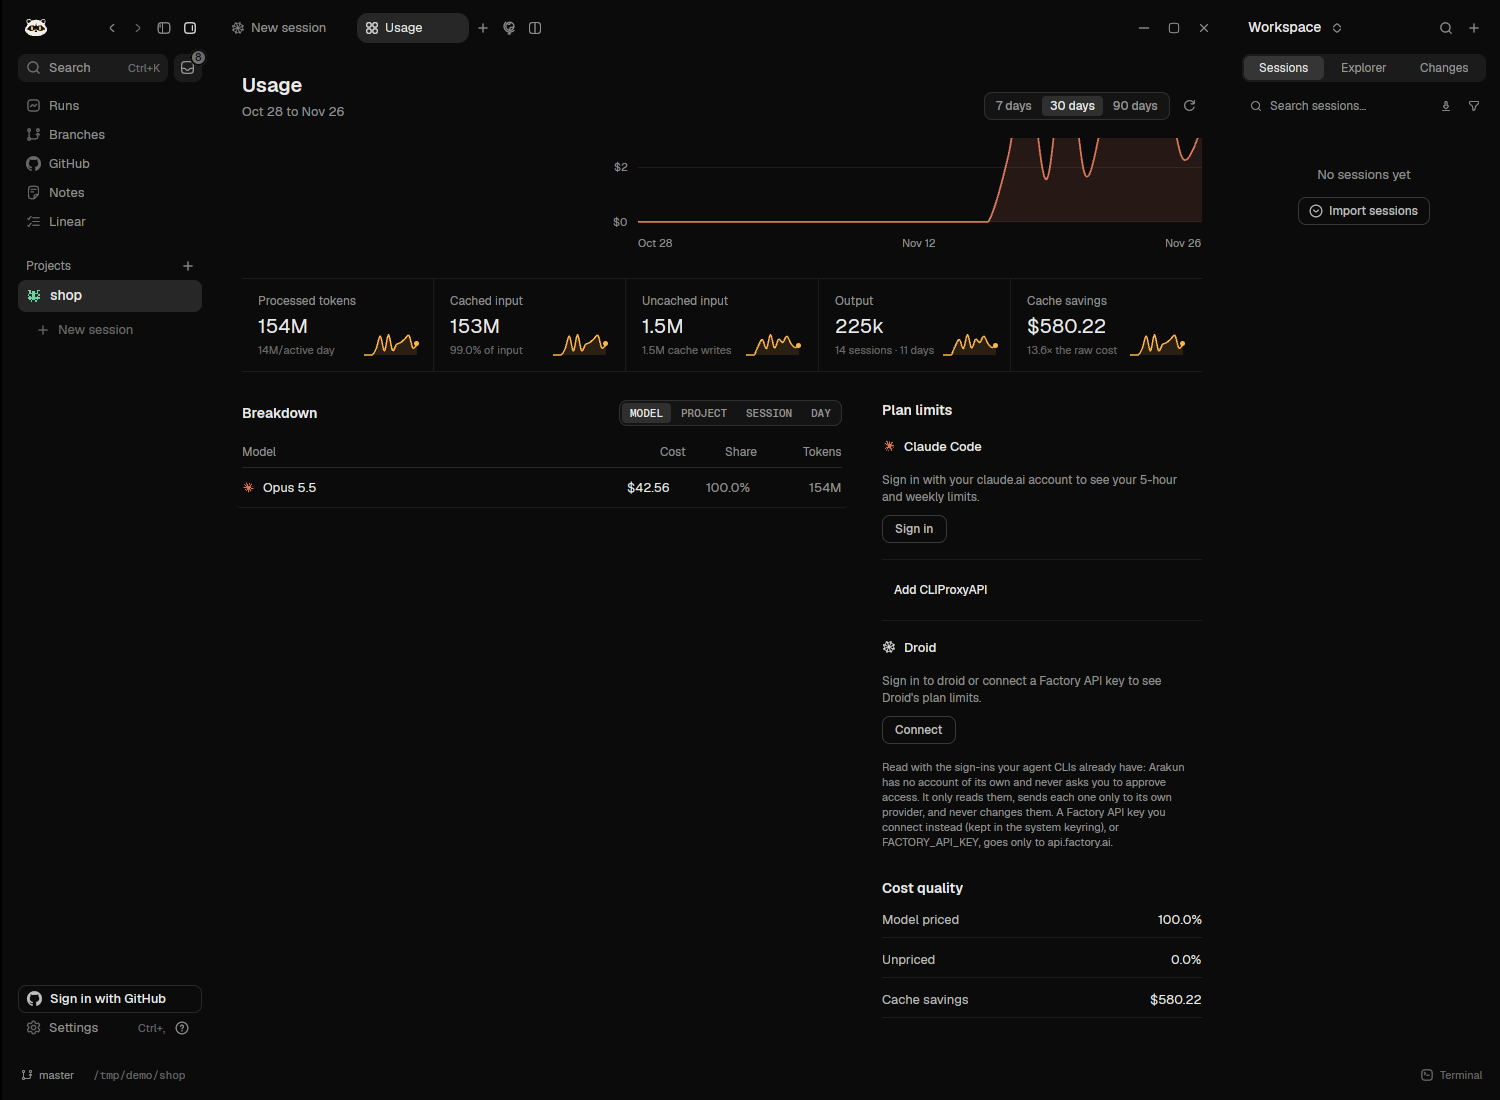 New session
Usage
Workspace
Search
Ctrl+K
8
Runs
Branches
GitHub
Notes
Linear
Projects
shop
New session
Usage
Oct 28 to Nov 26
7 days
30 days
90 days
$2
$0
Oct 28
Nov 12
Nov 26
Processed tokens
154M
14M/active day
Cached input
153M
99.0% of input
Uncached input
1.5M
1.5M cache writes
Output
225k
14 sessions · 11 days
Cache savings
$580.22
13.6× the raw cost
Breakdown
MODEL
PROJECT
SESSION
DAY
Model
Cost
Share
Tokens
Opus 5.5
$42.56
100.0%
154M
Plan limits
Claude Code
Sign in with your claude.ai account to see your 5-hour
and weekly limits.
Sign in
Add CLIProxyAPI
Droid
Sign in to droid or connect a Factory API key to see
Droid's plan limits.
Connect
Read with the sign-ins your agent CLIs already have: Arakun
has no account of its own and never asks you to approve
access. It only reads them, sends each one only to its own
provider, and never changes them. A Factory API key you
connect instead (kept in the system keyring), or
FACTORY_API_KEY, goes only to api.factory.ai.
Cost quality
Model priced
100.0%
Unpriced
0.0%
Cache savings
$580.22
Sessions
Explorer
Changes
Search sessions...
No sessions yet
Import sessions
Sign in with GitHub
Settings
Ctrl+,
master
/tmp/demo/shop
Terminal